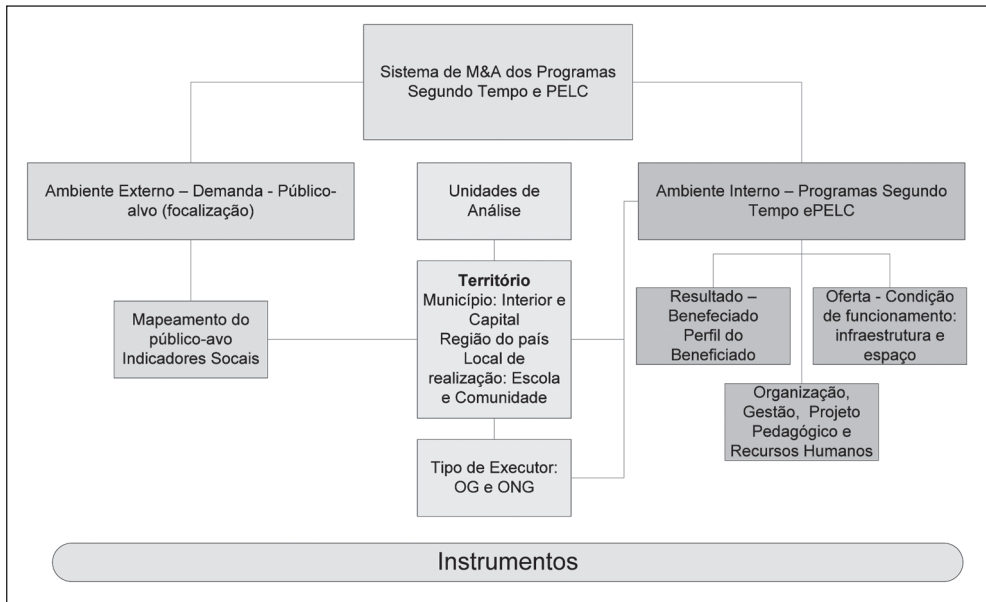 Sistema de M&A dos Programas
Segundo Tempo e PELC
Ambiente Externo – Demanda - Público-
alvo (focalização)
Unidades de
Análise
Ambiente Interno – Programas Segundo
Tempo ePELC
Mapeamento do
público-avo
Indicadores Socais
Território
Município: Interior e
Capital
Região do país
Local de
realização: Escola
e Comunidade
Resultado –
Benefeciado
Perfil do
Beneficiado
Oferta - Condição
de funcionamento:
infraestrutura e
espaço
Organização,
Gestão, Projeto
Pedagógico e
Recursos Humanos
Tipo de Executor:
OG e ONG
Instrumentos